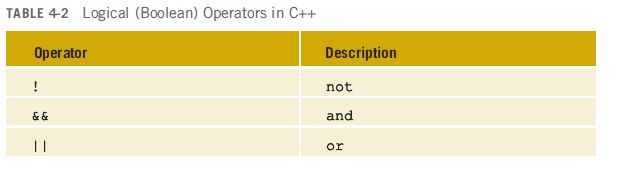 TABLE 4-2 Logical (Boolean) Operators in C++
Operator Description
! not
&& and
|| or